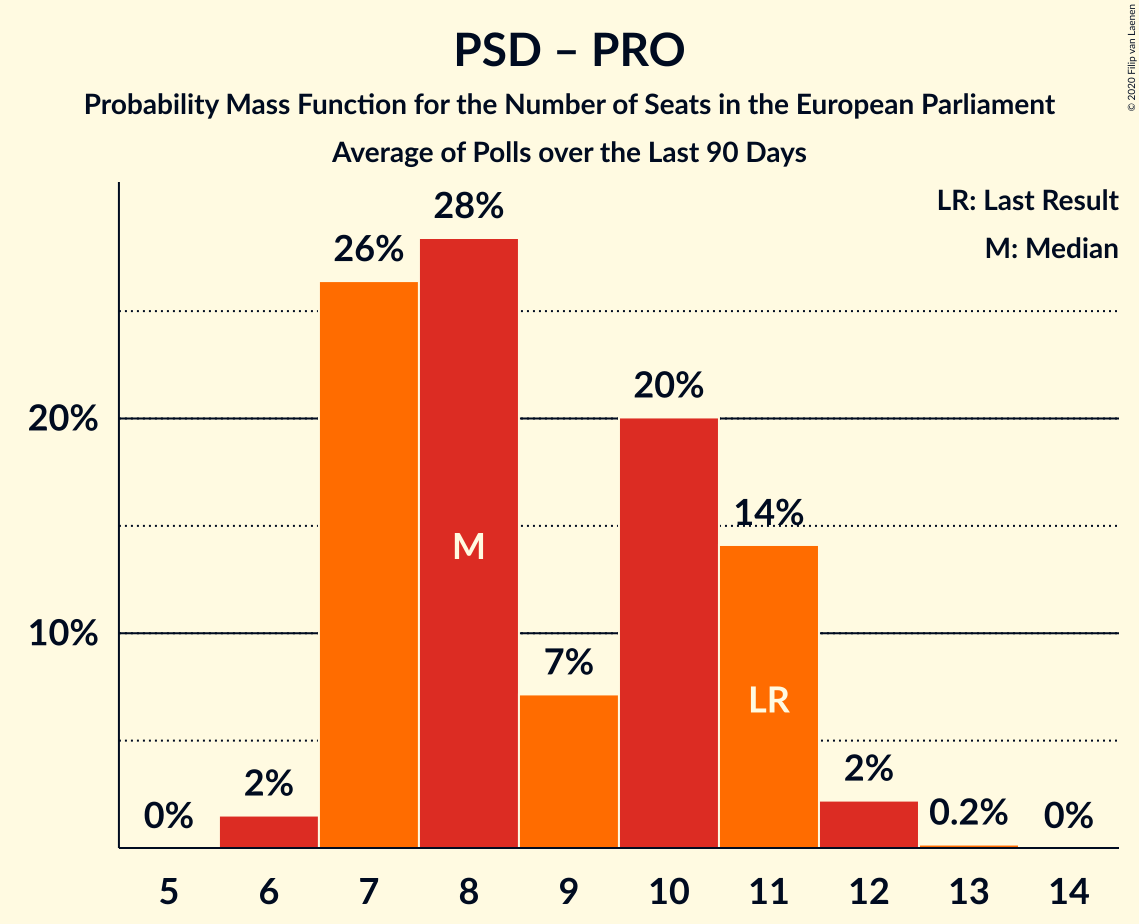 PSD – PRO
Probability Mass Function for the Number of Seats in the European Parliament
Average of Polls over the Last 90 Days
© 2020 Filip van Laenen
LR: Last Result
M: Median
28%
26%
20%
20%
14%
M
10%
7%
LR
0%
2%
2%
0.2%
0%
5 6 7 8 9 10 11 12 13 14